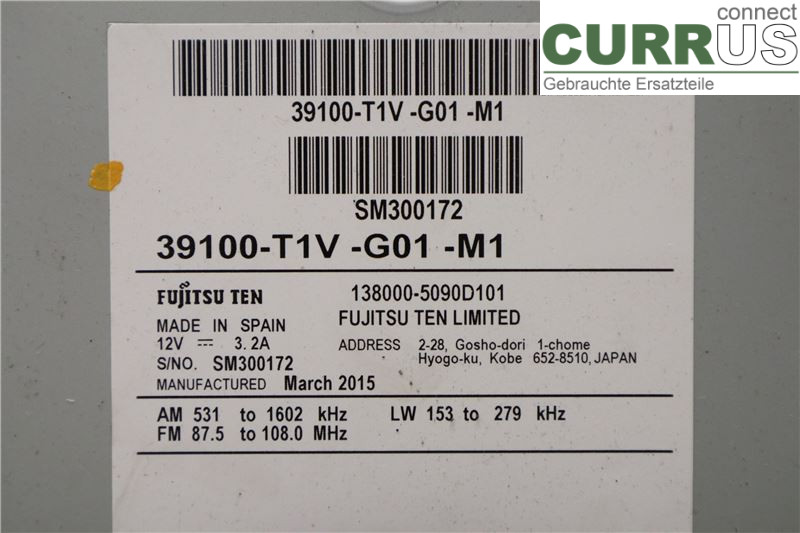 connect
CURRUS
Gebrauchte Ersatzteile
39100-T1V -G01 -M1
SM300172
39100-T1V -G01 -M1
FUJITSU TEN 138000-5090D101
MADE IN SPAIN FUJITSU TEN LIMITED
12V 3.2A ADDRESS 2-28, Gosho-dori 1-chome
S/NO. SM300172 Hyogo-ku, Kobe 652-8510, JAPAN
MANUFACTURED March 2015
AM 531 to 1602 kHz LW 153 to 279 kHz
FM 87.5 to 108.0 MHz